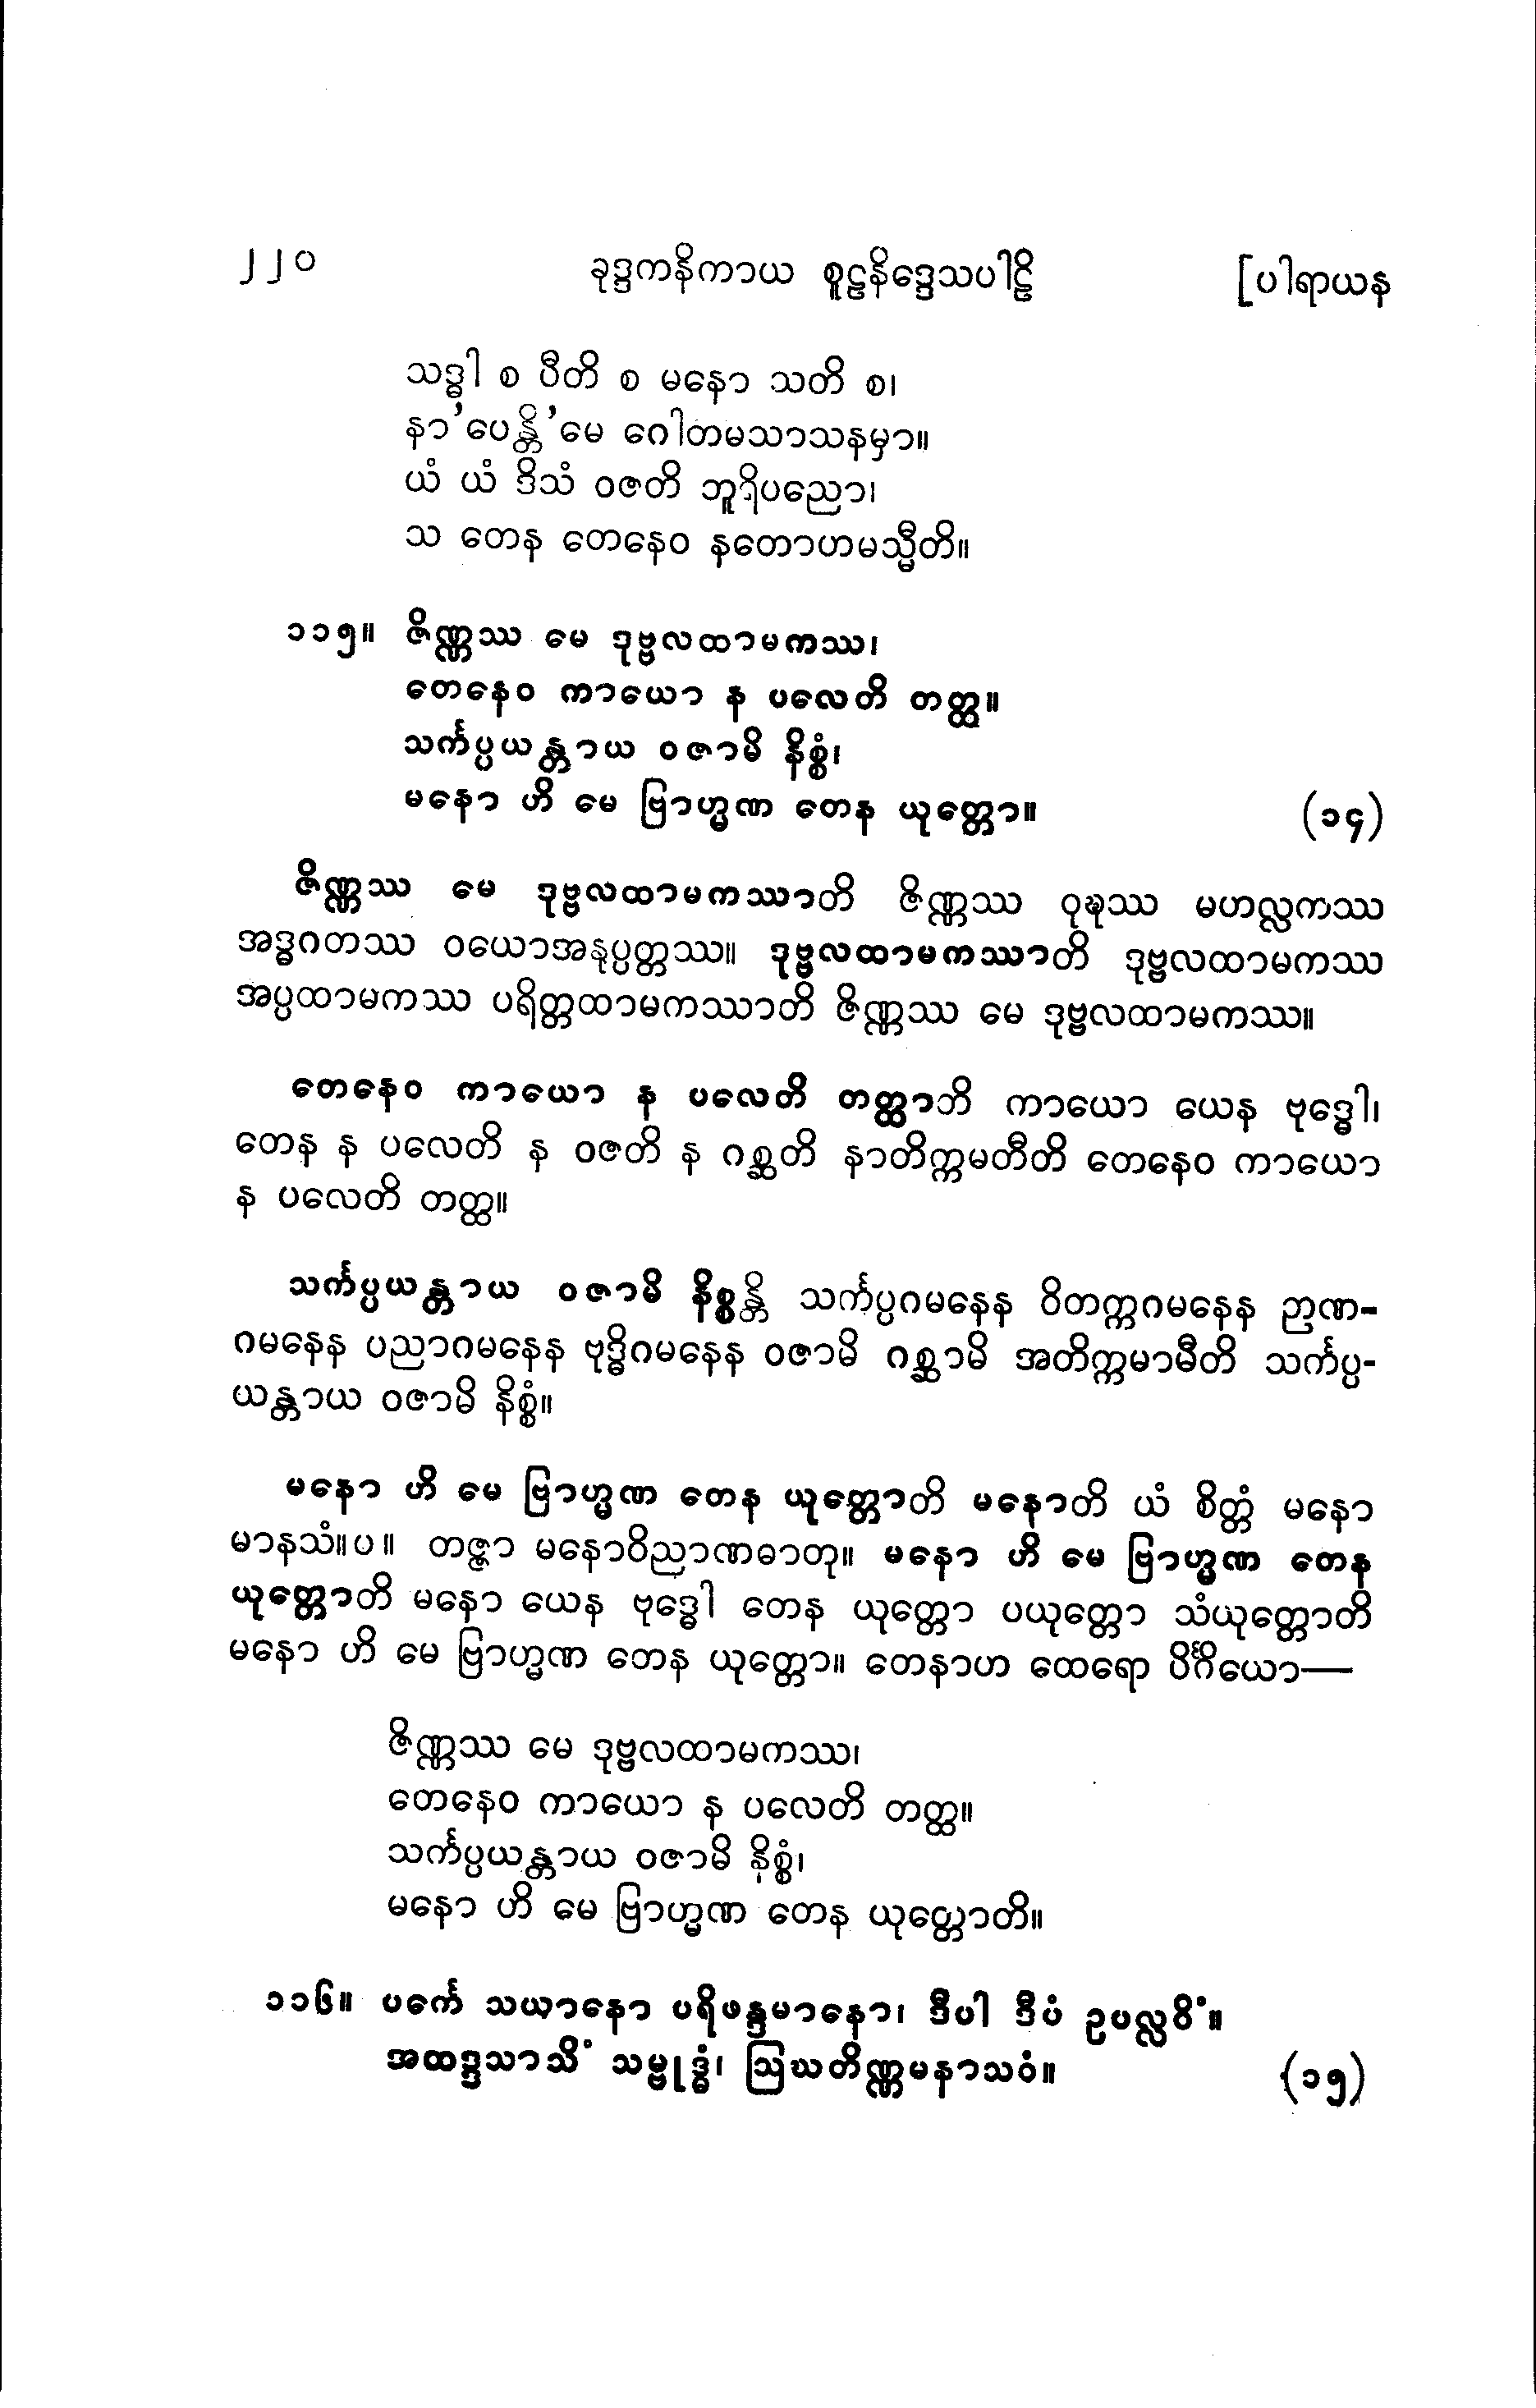 ၂၂၀ ခုဒ္ဒကနိကာယ စူဠနိဒ္ဒေသပါဠိ [ပါရာယန
သဒ္ဓါ စ ပီတိ စ မနော သတိ စ၊
နာ’ပေန္တိ’မေ ဂေါတမသာသနမှာ။
ယံ ယံ ဒိသံ ဝဇတိ ဘူရိပညော၊
သ တေန တေနေဝ နတောဟမသ္မီတိ။
၁၁၅။ ဇိဏ္ဏဿ မေ ဒုဗ္ဗလထာမကဿ၊
တေနေဝ ကာယော န ပလေတိ တတ္ထ။
သင်္ကပ္ပယန္တာယ ဝဇာမိ နိစ္စံ၊
မနော ဟိ မေ ဗြာဟ္မဏ တေန ယုတ္တော။ (၁၄)
ဇိဏ္ဏဿ မေ ဒုဗ္ဗလထာမကဿာတိ ဇိဏ္ဏဿ ဝုဍ္ဎဿ မဟလ္လကဿ
အဒ္ဓဂတဿ ဝယောအနုပ္ပတ္တဿ။ ဒုဗ္ဗလထာမကဿာတိ ဒုဗ္ဗလထာမကဿ
အပ္ပထာမကဿ ပရိတ္တထာမကဿာတိ ဇိဏ္ဏဿ မေ ဒုဗ္ဗလထာမကဿ။
တေနေဝ ကာယော န ပလေတိ တတ္ထာတိ ကာယော ယေန ဗုဒ္ဓေါ၊
တေန န ပလေတိ န ဝဇတိ န ဂစ္ဆတိ နာတိက္ကမတီတိ တေနေဝ ကာယော
န ပလေတိ တတ္ထ။
သင်္ကပ္ပယန္တာယ ဝဇာမိ နိစ္စန္တိ သင်္ကပ္ပဂမနေန ဝိတက္ကဂမနေန ဉာဏ-
ဂမနေန ပညာဂမနေန ဗုဒ္ဓိဂမနေန ဝဇာမိ ဂစ္ဆာမိ အတိက္ကမာမီတိ သင်္ကပ္ပ-
ယန္တာယ ဝဇာမိ နိစ္စံ။
မနော ဟိ မေ ဗြာဟ္မဏ တေန ယုတ္တောတိ မနောတိ ယံ စိတ္တံ မနော
မာနသံ။ပ။ တဇ္ဇာ မနောဝိညာဏဓာတု။ မနော ဟိ မေ ဗြာဟ္မဏ တေန
ယုတ္တောတိ မနော ယေန ဗုဒ္ဓေါ တေန ယုတ္တော ပယုတ္တော သံယုတ္တောတိ
မနော ဟိ မေ ဗြာဟ္မဏ တေန ယုတ္တော။ တေနာဟ ထေရော ပိင်္ဂိယော—
ဇိဏ္ဏဿ မေ ဒုဗ္ဗလထာမကဿ၊
တေနေဝ ကာယော န ပလေတိ တတ္ထ။
သင်္ကပ္ပယန္တာယ ဝဇာမိ နိစ္စံ၊
မနော ဟိ မေ ဗြာဟ္မဏ တေန ယုတ္တောတိ။
၁၁၆။ ပင်္ကေ သယာနော ပရိဖန္ဒမာနော၊ ဒီပါ ဒီပံ ဥပလ္လဝိံ။
အထဒ္ဒသာသိံ သမ္ဗုဒ္ဓံ၊ ဩဃတိဏ္ဏမနာသဝံ။ (၁၅)